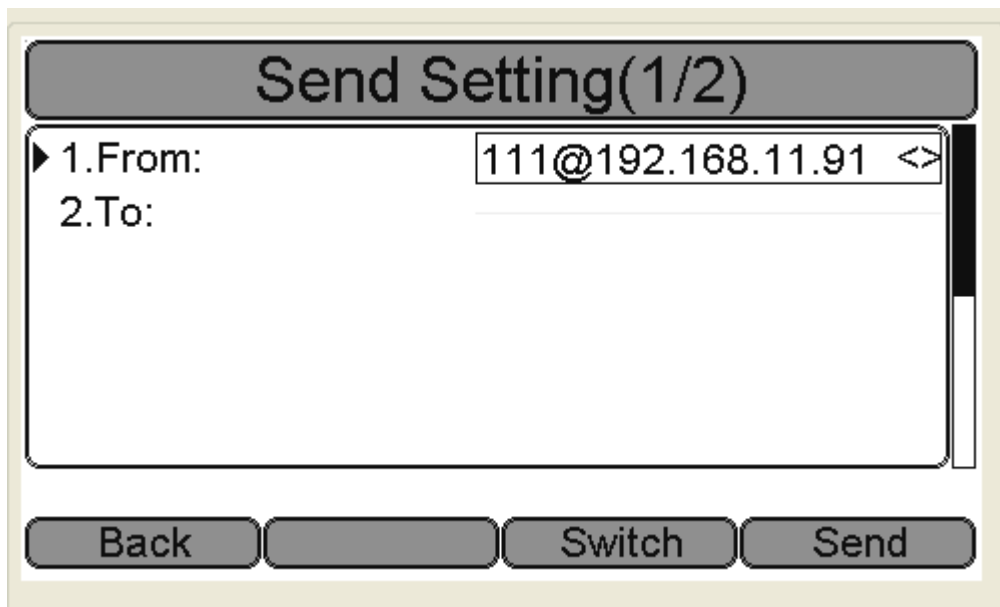 Send Setting(1/2)
1.From: 111@192.168.11.91 <>
2.To:
Back Switch Send